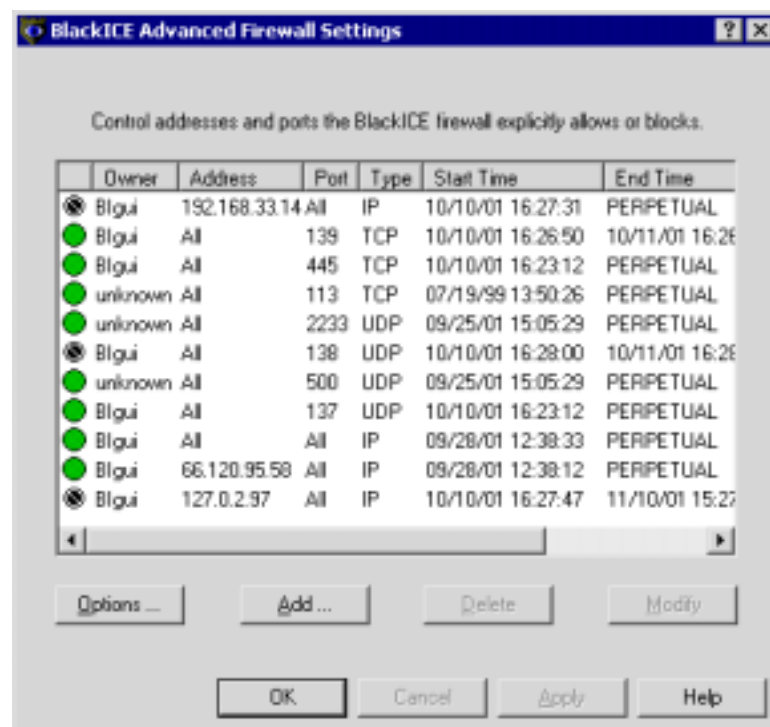 BlackICE Advanced Firewall Settings
Control addresses and ports the BlackICE firewall explicitly allows or blocks.
Owner Address Port Type Start Time End Time
BIgui 192.168.33.14 All IP 10/10/01 16:27:31 PERPETUAL
BIgui All 139 TCP 10/10/01 16:26:50 10/11/01 16:26
BIgui All 445 TCP 10/10/01 16:23:12 PERPETUAL
unknown All 113 TCP 07/19/99 13:50:26 PERPETUAL
unknown All 2233 UDP 09/25/01 15:05:29 PERPETUAL
BIgui All 138 UDP 10/10/01 16:28:00 10/11/01 16:28
unknown All 500 UDP 09/25/01 15:05:29 PERPETUAL
BIgui All 137 UDP 10/10/01 16:23:12 PERPETUAL
BIgui All All IP 09/28/01 12:38:33 PERPETUAL
BIgui 66.120.95.58 All IP 09/28/01 12:38:12 PERPETUAL
BIgui 127.0.2.97 All IP 10/10/01 16:27:47 11/10/01 15:27
Options ... Add ... Delete Modify
OK Cancel Apply Help